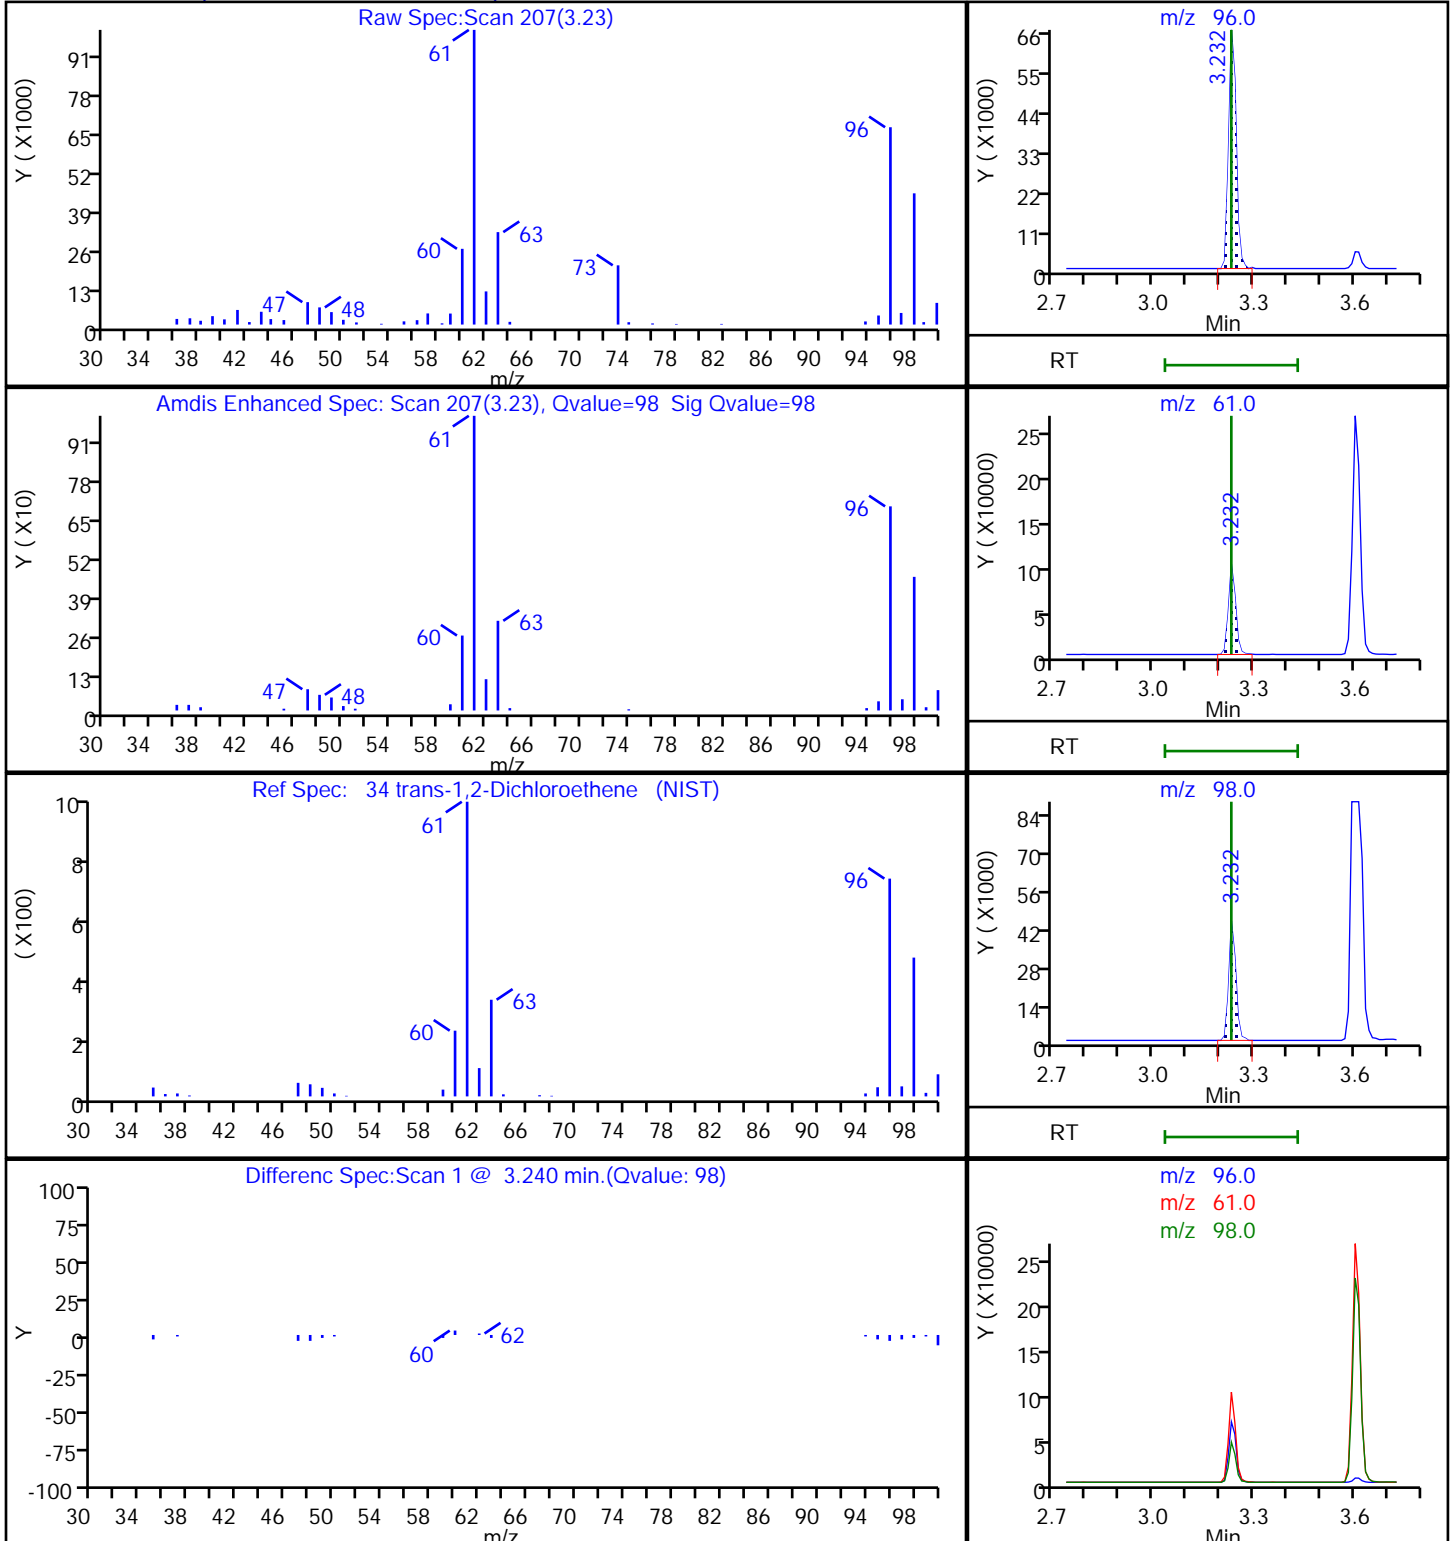 Raw Spec:Scan 207(3.23)
Y ( X1000)
91
78
65
52
39
26
13
0
61
96
60
63
73
47
48
30 34 38 42 46 50 54 58 62 66 70 74 78 82 86 90 94 98
m/z
m/z 96.0
Y ( X1000)
66
55
44
33
22
11
0
3.232
2.7 3.0 3.3 3.6
Min
RT
Amdis Enhanced Spec: Scan 207(3.23), Qvalue=98 Sig Qvalue=98
Y ( X10)
91
78
65
52
39
26
13
0
61
96
60
63
47
48
30 34 38 42 46 50 54 58 62 66 70 74 78 82 86 90 94 98
m/z
m/z 61.0
Y ( X10000)
25
20
15
10
5
0
3.232
2.7 3.0 3.3 3.6
Min
RT
Ref Spec: 34 trans-1,2-Dichloroethene (NIST)
( X100)
10
8
6
4
2
0
61
96
63
60
30 34 38 42 46 50 54 58 62 66 70 74 78 82 86 90 94 98
m/z
m/z 98.0
Y ( X1000)
84
70
56
42
28
14
0
3.232
2.7 3.0 3.3 3.6
Min
RT
Differenc Spec:Scan 1 @ 3.240 min.(Qvalue: 98)
Y
100
75
50
25
0
-25
-50
-75
-100
60
62
30 34 38 42 46 50 54 58 62 66 70 74 78 82 86 90 94 98
m/z
m/z 96.0
m/z 61.0
m/z 98.0
Y ( X10000)
25
20
15
10
5
0
2.7 3.0 3.3 3.6
Min